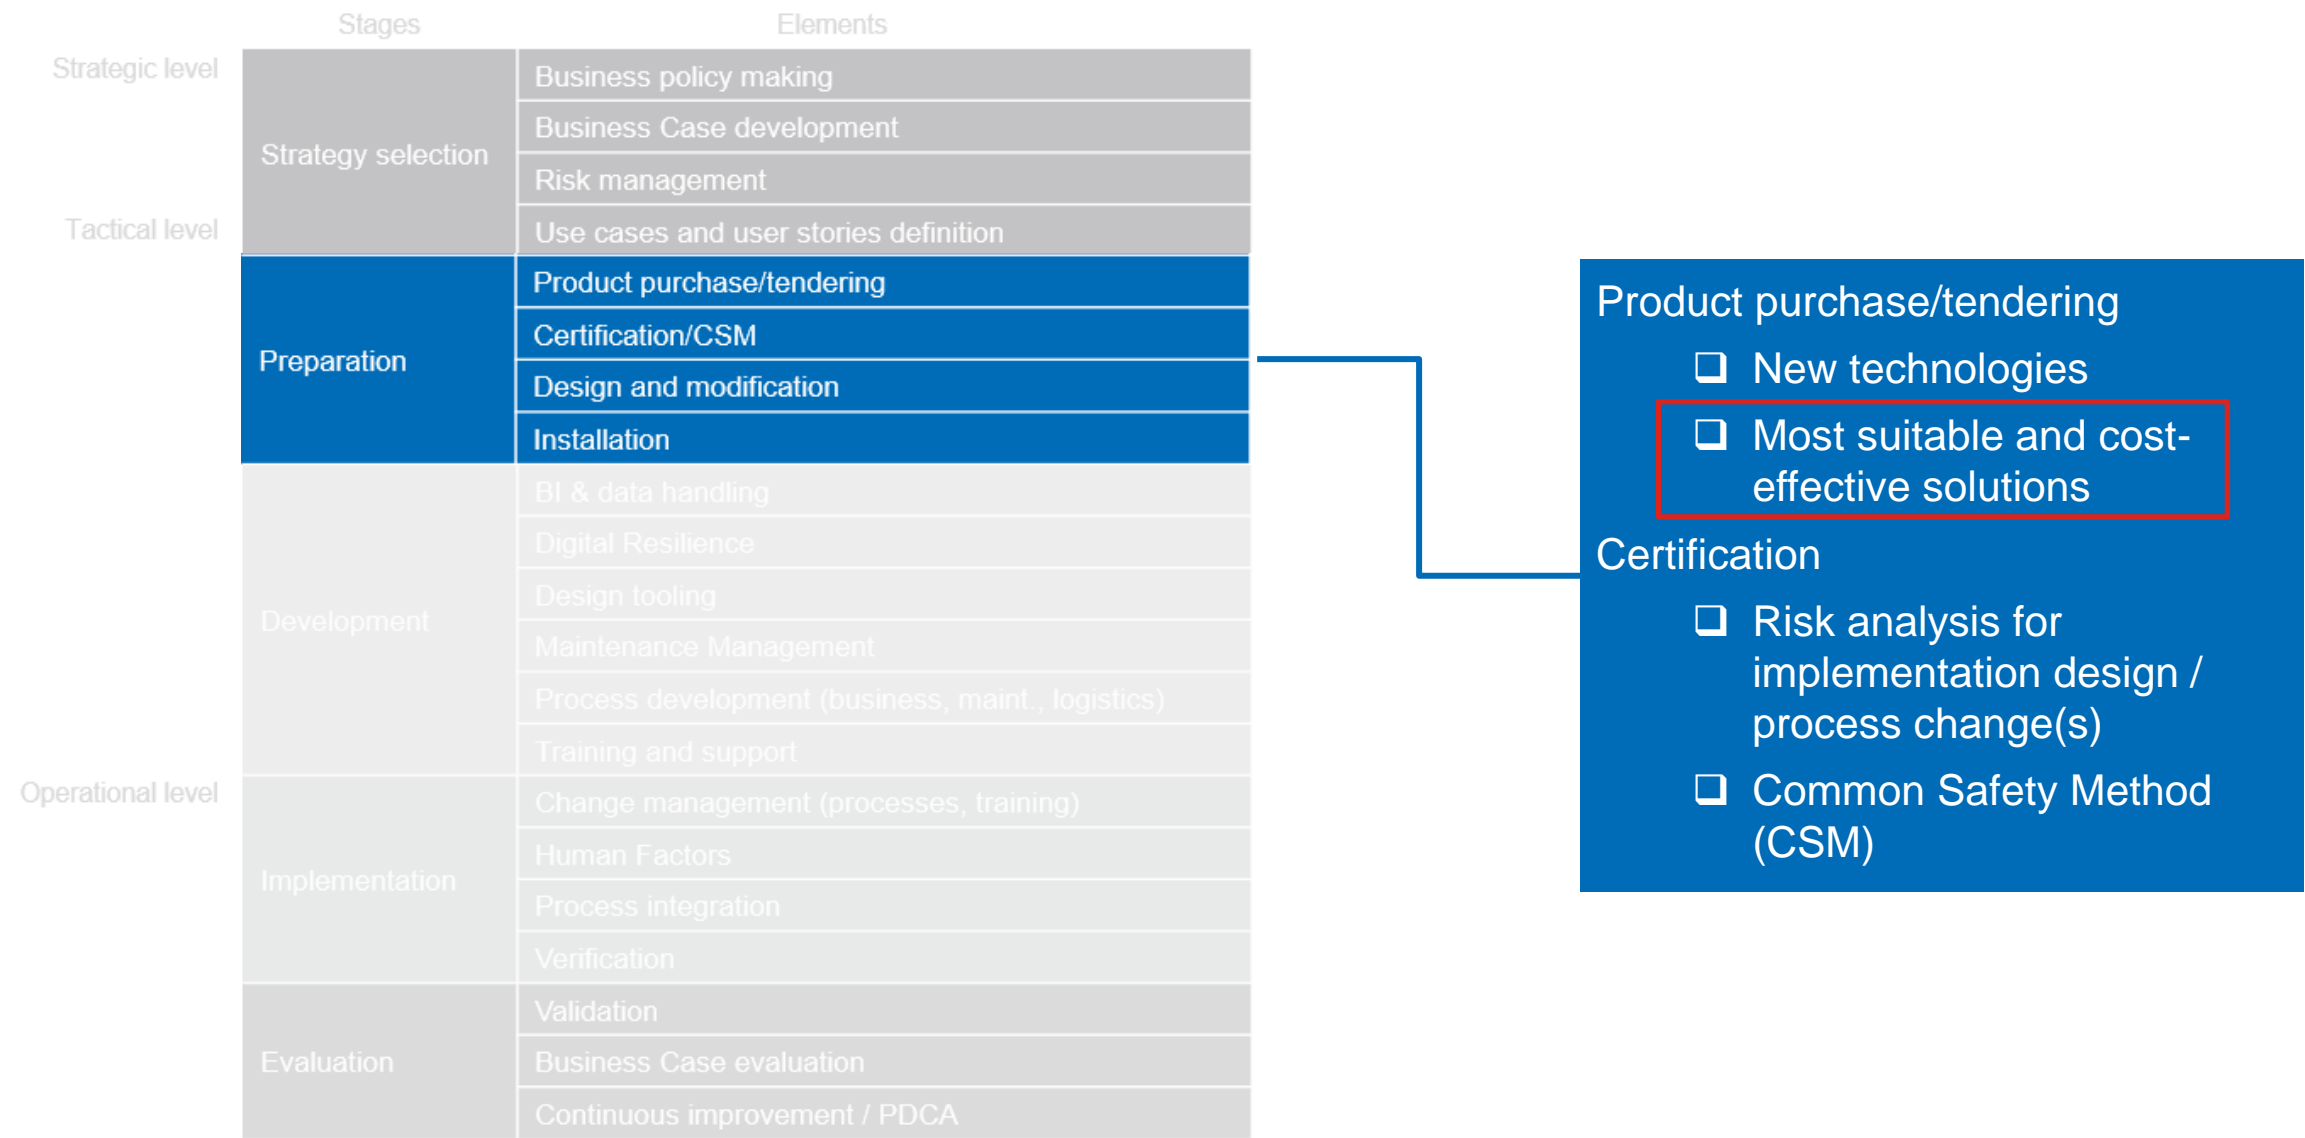 Stages
Elements
Strategic level
Strategy selection
Business policy making
Business Case development
Risk management
Tactical level
Use cases and user stories definition
Preparation
Product purchase/tendering
Certification/CSM
Design and modification
Installation
Development
BI & data handling
Digital Resilience
Design tooling
Maintenance Management
Process development (business, maint., logistics)
Training and support
Operational level
Implementation
Change management (processes, training)
Human Factors
Process integration
Verification
Evaluation
Validation
Business Case evaluation
Continuous improvement / PDCA
Product purchase/tendering
❑ New technologies
❑ Most suitable and cost-
effective solutions
Certification
❑ Risk analysis for
implementation design /
process change(s)
❑ Common Safety Method
(CSM)